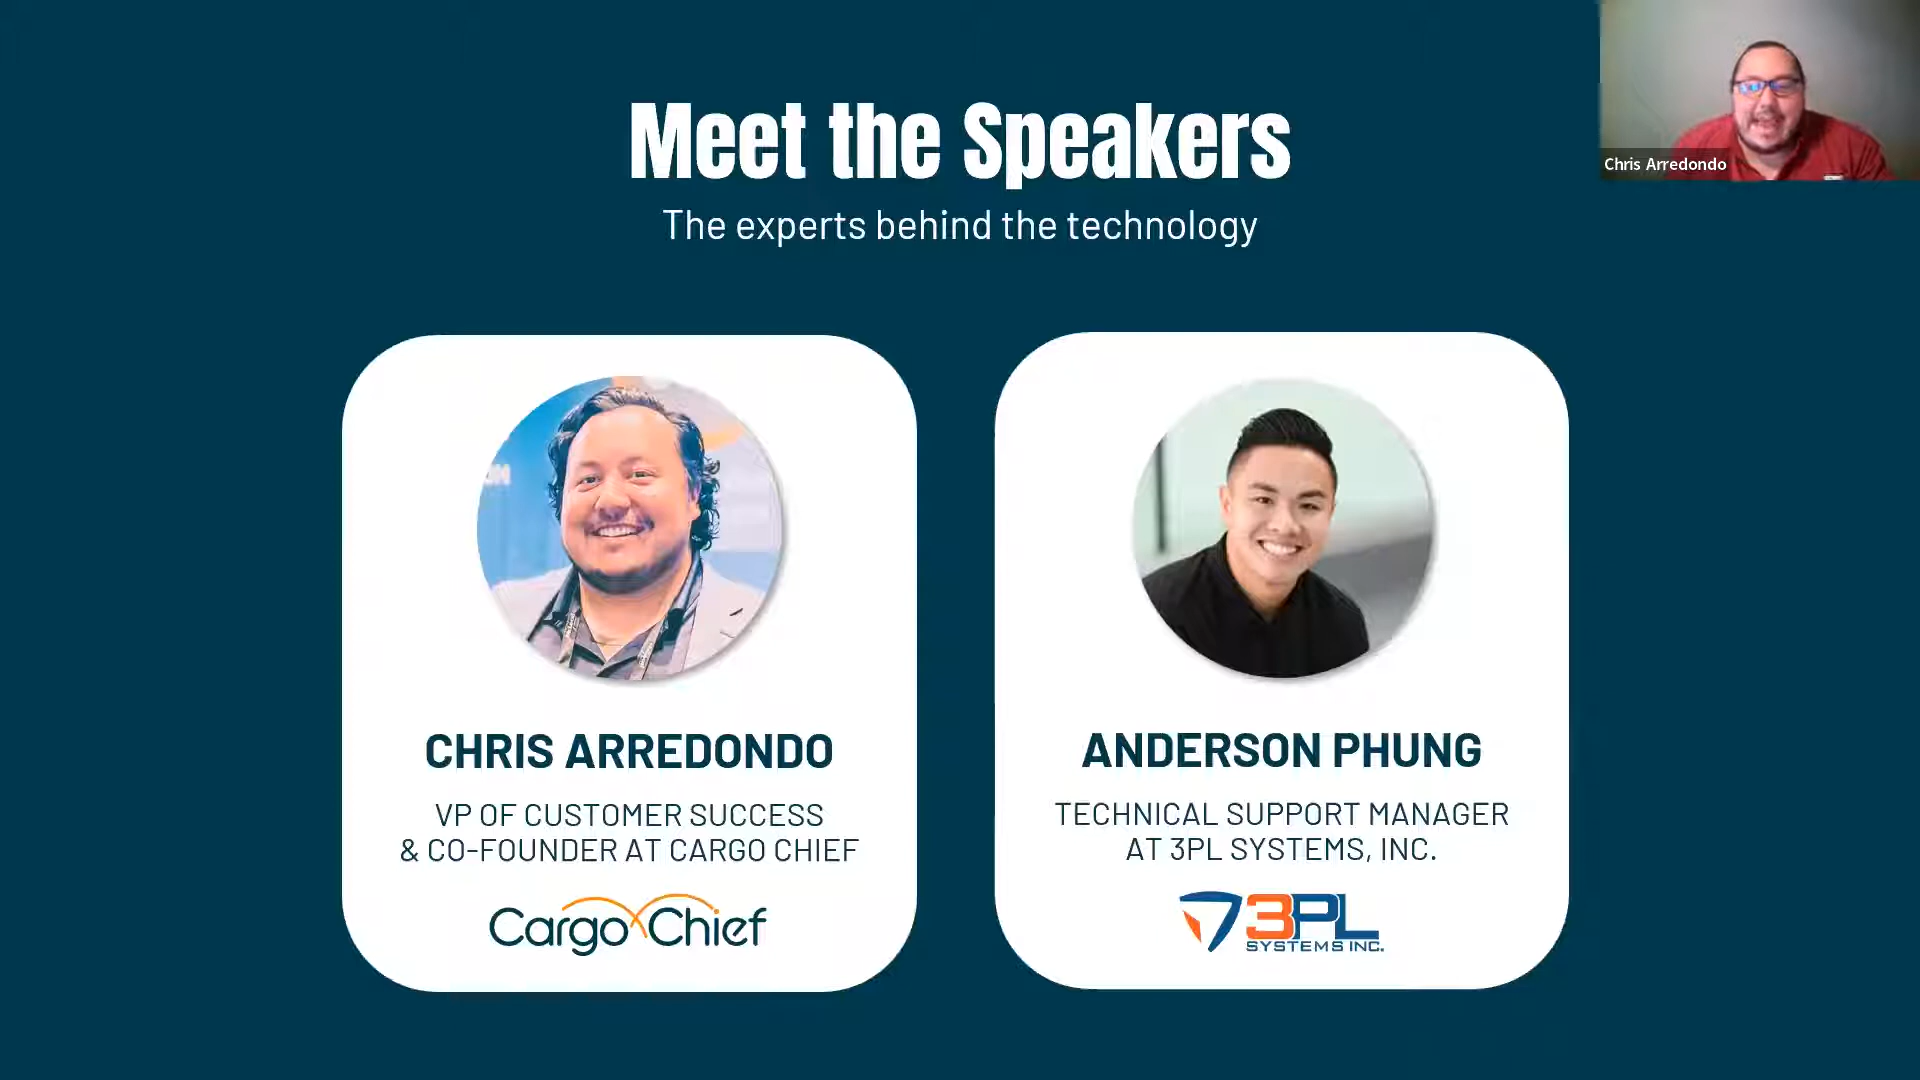 Meet the Speakers
The experts behind the technology
Chris Arredondo
CHRIS ARREDONDO
VP OF CUSTOMER SUCCESS
& CO-FOUNDER AT CARGO CHIEF
Cargo Chief
ANDERSON PHUNG
TECHNICAL SUPPORT MANAGER
AT 3PL SYSTEMS, INC.
3PL
SYSTEMS INC.